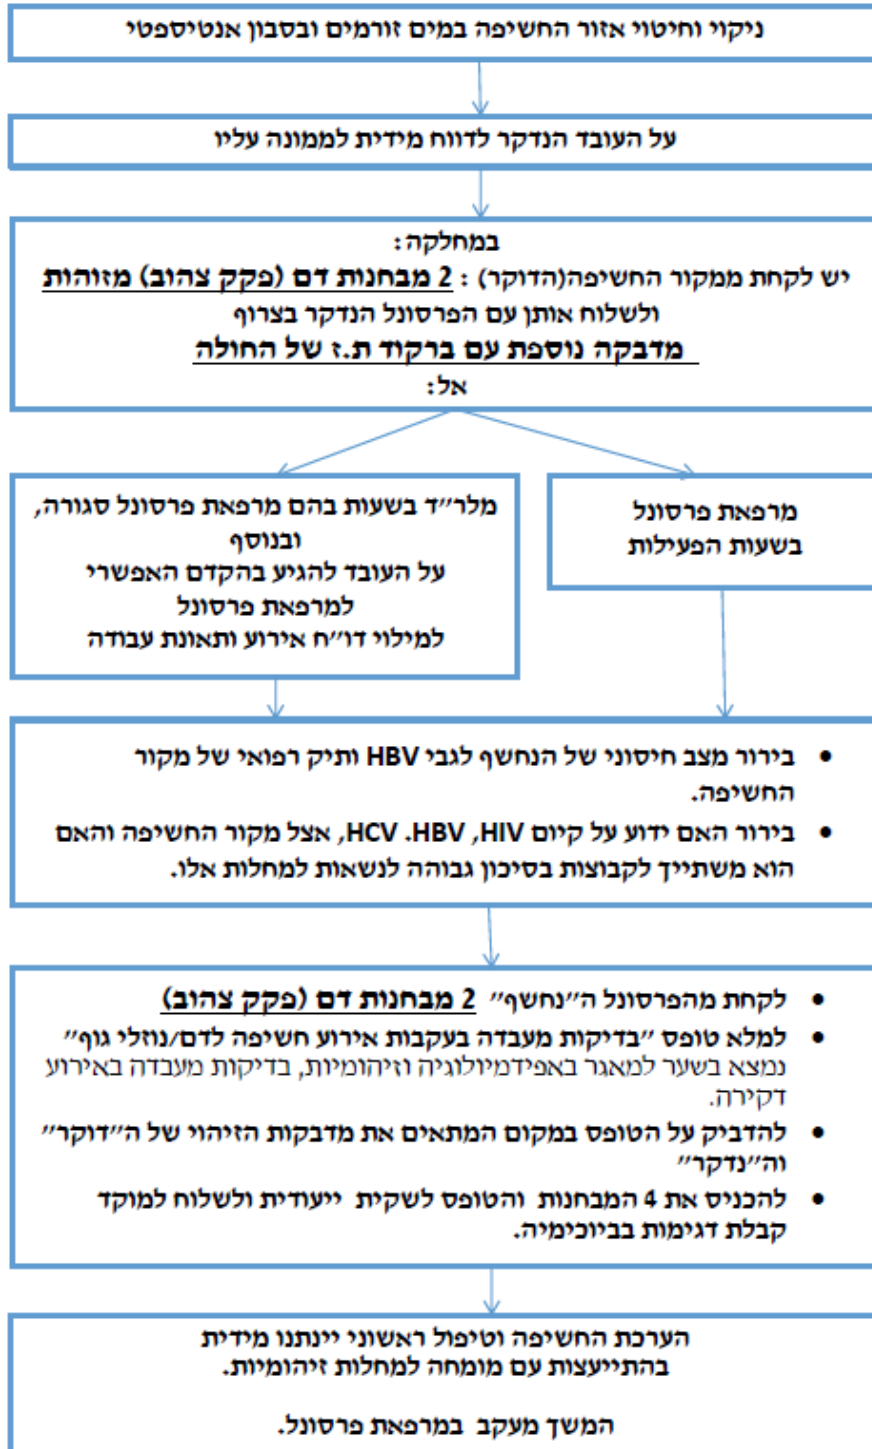 ניקוי וחיטוי אזור החשיפה במים זורמים ובסבון אנטיספטי
על העובד הנדקר לדווח מידית לממונה עליו
במחלקה:
יש לקחת ממקור החשיפה(הדוקר) : 2 מבחנות דם (פקק צהוב) מזוהות
ולשלוח אותן עם הפרסונל הנדקר בצרוף
מדבקה נוספת עם ברקוד ת.ז של החולה
אל:
מרפאת פרסונל
בשעות הפעילות
מלר״ד בשעות בהם מרפאת פרסונל סגורה,
ובנוסף
על העובד להגיע בהקדם האפשרי
למרפאת פרסונל
למילוי דו״ח אירוע ותאונת עבודה
• בירור מצב חיסוני של הנחשף לגבי HBV ותיק רפואי של מקור
החשיפה.
• בירור האם ידוע על קיום HCV .HBV ,HIV, אצל מקור החשיפה והאם
הוא משתייך לקבוצות בסיכון גבוהה לנשאות למחלות אלו.
• לקחת מהפרסונל ה״נחשף״ 2 מבחנות דם (פקק צהוב)
• למלא טופס ״בדיקות מעבדה בעקבות אירוע חשיפה לדם/נוזלי גוף״
נמצא בשער למאגר באפידמיולוגיה וזיהומיות, בדיקות מעבדה באירוע
דקירה.
• להדביק על הטופס במקום המתאים את מדבקות הזיהוי של ה״דוקר״
וה״נדקר״
• להכניס את 4 המבחנות והטופס לשקית ייעודית ולשלוח למוקד
קבלת דגימות בביוכימיה.
הערכת החשיפה וטיפול ראשוני יינתנו מידית
בהתייעצות עם מומחה למחלות זיהומיות.
המשך מעקב במרפאת פרסונל.